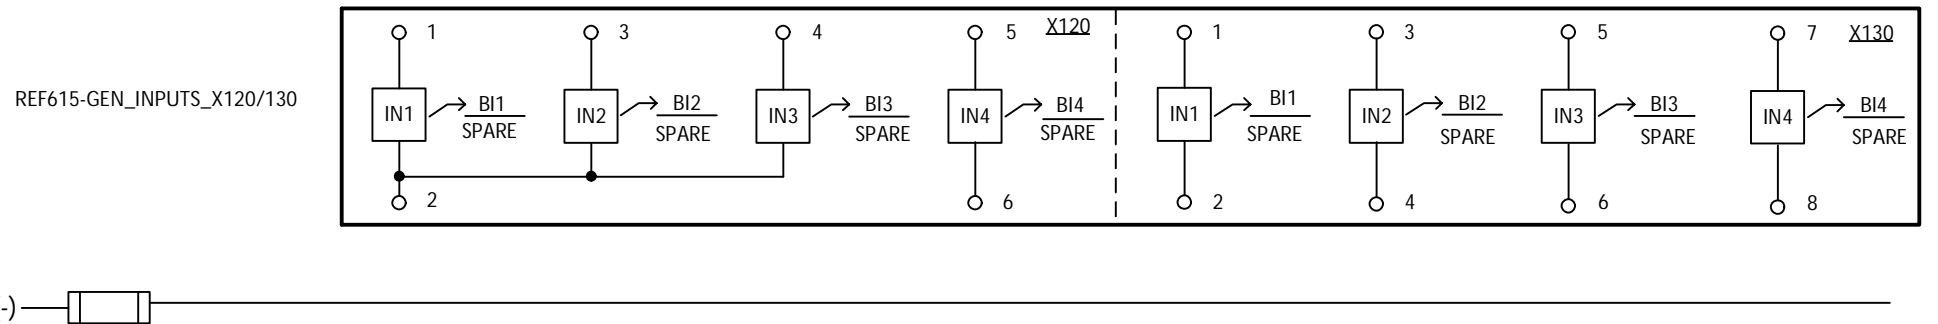 1 3 4 5 X120 1 3 5 7 X130
REF615-GEN_INPUTS_X120/130
IN1 BI1 IN2 BI2 IN3 BI3 IN4 BI4 IN1 BI1 IN2 BI2 IN3 BI3 IN4 BI4
SPARE SPARE SPARE SPARE SPARE SPARE SPARE SPARE
2 6 2 4 6 8
-)